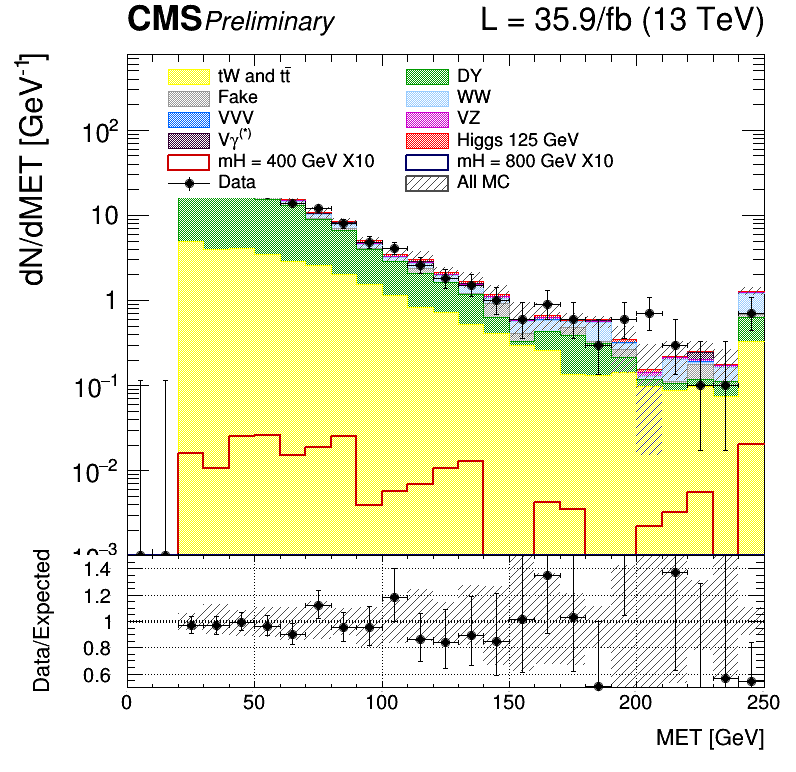 CMS Preliminary L = 35.9/fb (13 TeV)
dN/dMET [GeV⁻¹]
tW and tt̄ DY
Fake WW
VVV VZ
Vγ⁽*⁾ Higgs 125 GeV
mH = 400 GeV X10 mH = 800 GeV X10
Data All MC
10²
10
1
10⁻¹
10⁻²
10⁻³
Data/Expected
1.4
1.2
1
0.8
0.6
0 50 100 150 200 250
MET [GeV]